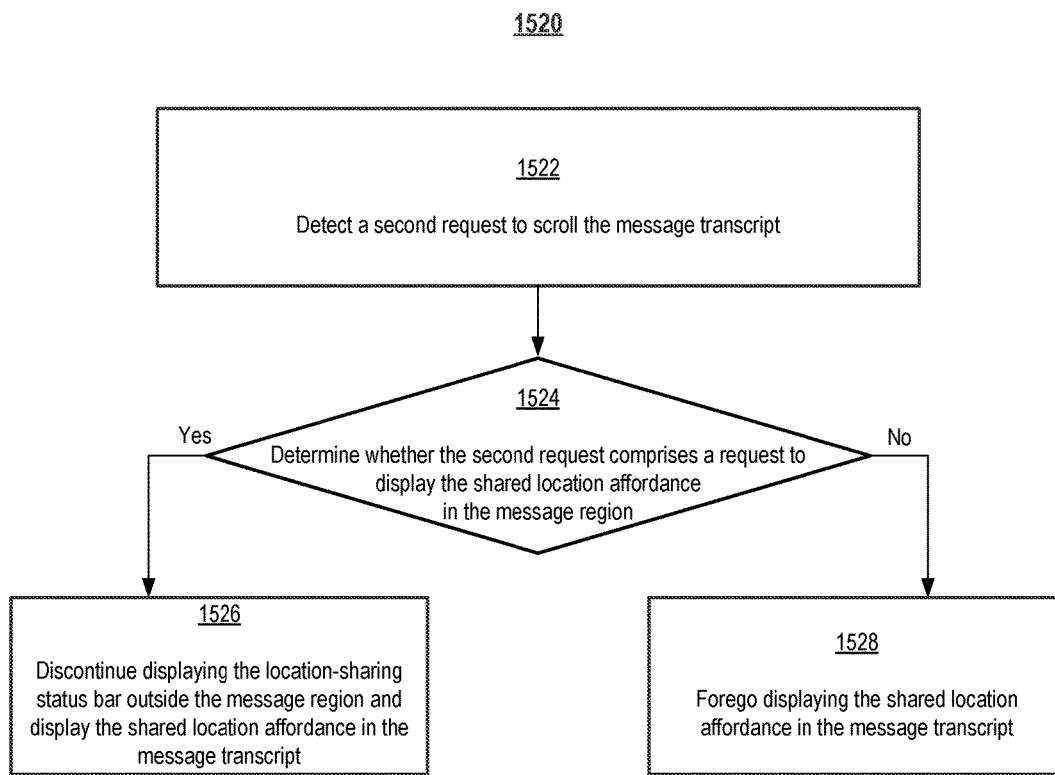 1520
1522
Detect a second request to scroll the message transcript
1524
Yes
No
Determine whether the second request comprises a request to
display the shared location affordance
in the message region
1526
Discontinue displaying the location-sharing
status bar outside the message region and
display the shared location affordance in the
message transcript
1528
Forego displaying the shared location
affordance in the message transcript